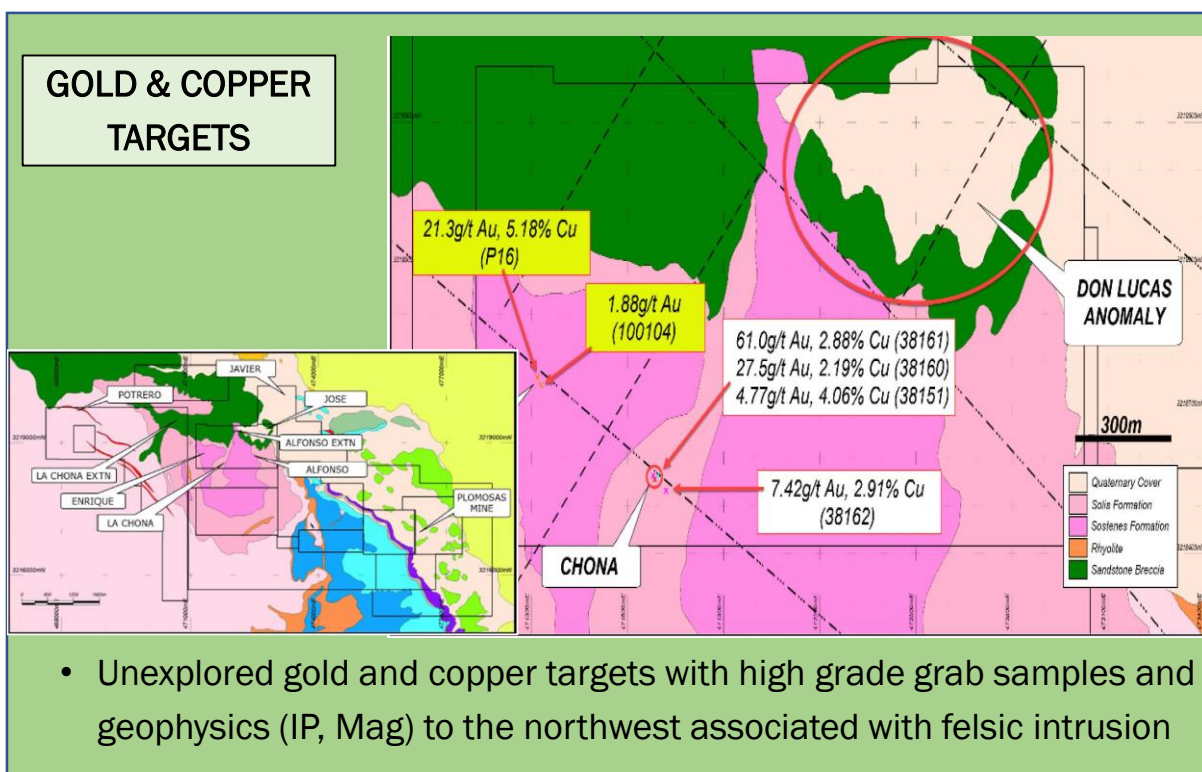 GOLD & COPPER
TARGETS
21.3g/t Au, 5.18% Cu
(P16)
1.88g/t Au
(100104)
61.0g/t Au, 2.88% Cu (38161)
27.5g/t Au, 2.19% Cu (38160)
4.77g/t Au, 4.06% Cu (38151)
7.42g/t Au, 2.91% Cu
(38162)
CHONA
DON LUCAS
ANOMALY
300m
Quaternary Cover
Solis Formation
Sostenes Formation
Rhyolite
Sandstone Breccia
JAVIER
POTRERO
JOSE
ALFONSO EXTN
LA CHONA EXTN
ALFONSO
ENRIQUE
LA CHONA
PLOMOSAS
MINE
3219000mN
3216000mN
• Unexplored gold and copper targets with high grade grab samples and
geophysics (IP, Mag) to the northwest associated with felsic intrusion